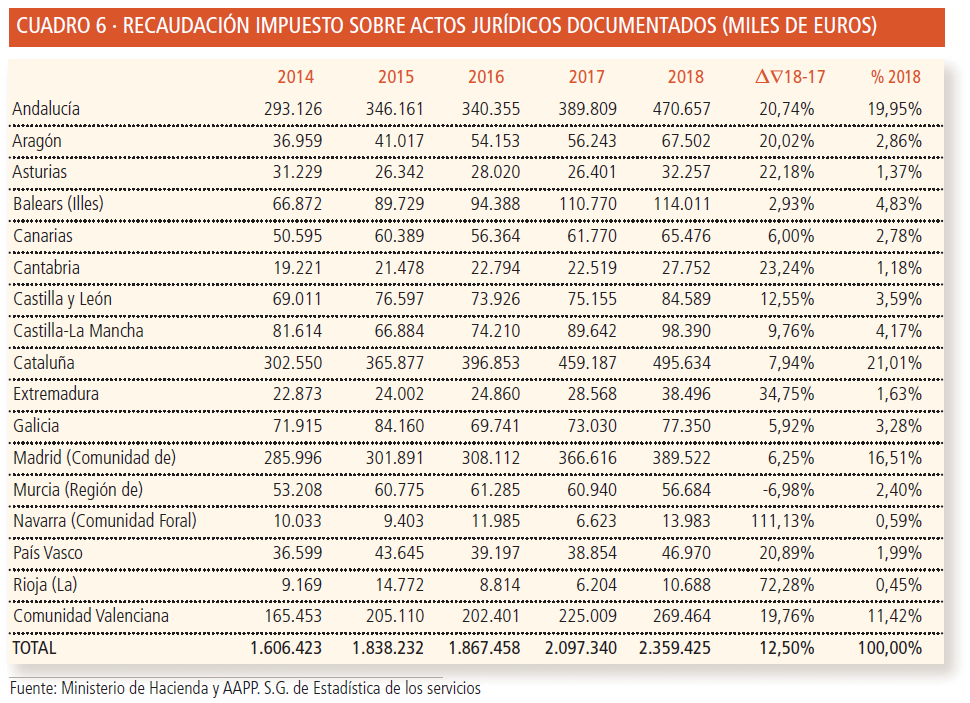 CUADRO 6 · RECAUDACIÓN IMPUESTO SOBRE ACTOS JURÍDICOS DOCUMENTADOS (MILES DE EUROS)
2014 2015 2016 2017 2018 Δ∇18-17 % 2018
Andalucía 293.126 346.161 340.355 389.809 470.657 20,74% 19,95%
Aragón 36.959 41.017 54.153 56.243 67.502 20,02% 2,86%
Asturias 31.229 26.342 28.020 26.401 32.257 22,18% 1,37%
Balears (Illes) 66.872 89.729 94.388 110.770 114.011 2,93% 4,83%
Canarias 50.595 60.389 56.364 61.770 65.476 6,00% 2,78%
Cantabria 19.221 21.478 22.794 22.519 27.752 23,24% 1,18%
Castilla y León 69.011 76.597 73.926 75.155 84.589 12,55% 3,59%
Castilla-La Mancha 81.614 66.884 74.210 89.642 98.390 9,76% 4,17%
Cataluña 302.550 365.877 396.853 459.187 495.634 7,94% 21,01%
Extremadura 22.873 24.002 24.860 28.568 38.496 34,75% 1,63%
Galicia 71.915 84.160 69.741 73.030 77.350 5,92% 3,28%
Madrid (Comunidad de) 285.996 301.891 308.112 366.616 389.522 6,25% 16,51%
Murcia (Región de) 53.208 60.775 61.285 60.940 56.684 -6,98% 2,40%
Navarra (Comunidad Foral) 10.033 9.403 11.985 6.623 13.983 111,13% 0,59%
País Vasco 36.599 43.645 39.197 38.854 46.970 20,89% 1,99%
Rioja (La) 9.169 14.772 8.814 6.204 10.688 72,28% 0,45%
Comunidad Valenciana 165.453 205.110 202.401 225.009 269.464 19,76% 11,42%
TOTAL 1.606.423 1.838.232 1.867.458 2.097.340 2.359.425 12,50% 100,00%
Fuente: Ministerio de Hacienda y AAPP. S.G. de Estadística de los servicios